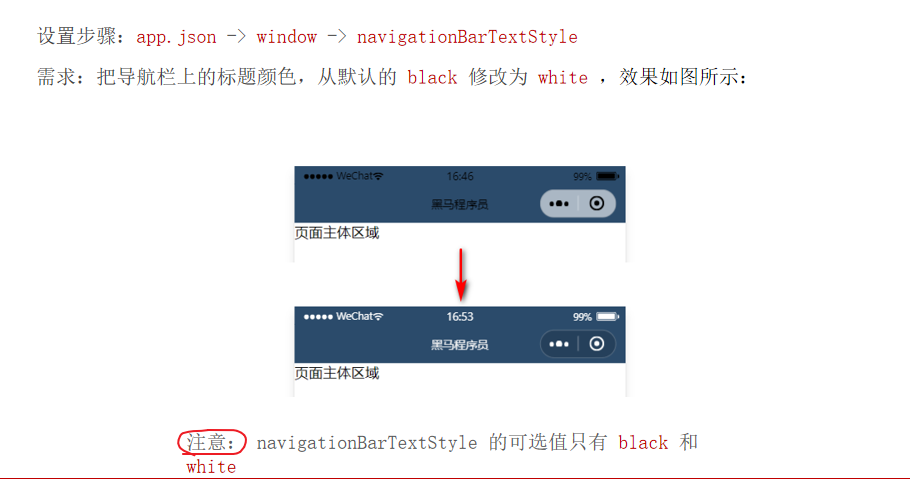 设置步骤：app.json -> window -> navigationBarTextStyle
需求：把导航栏上的标题颜色，从默认的 black 修改为 white ，效果如图所示：
WeChat 16:46 99%
黑马程序员
页面主体区域
WeChat 16:53 99%
黑马程序员
页面主体区域
注意： navigationBarTextStyle 的可选值只有 black 和
white